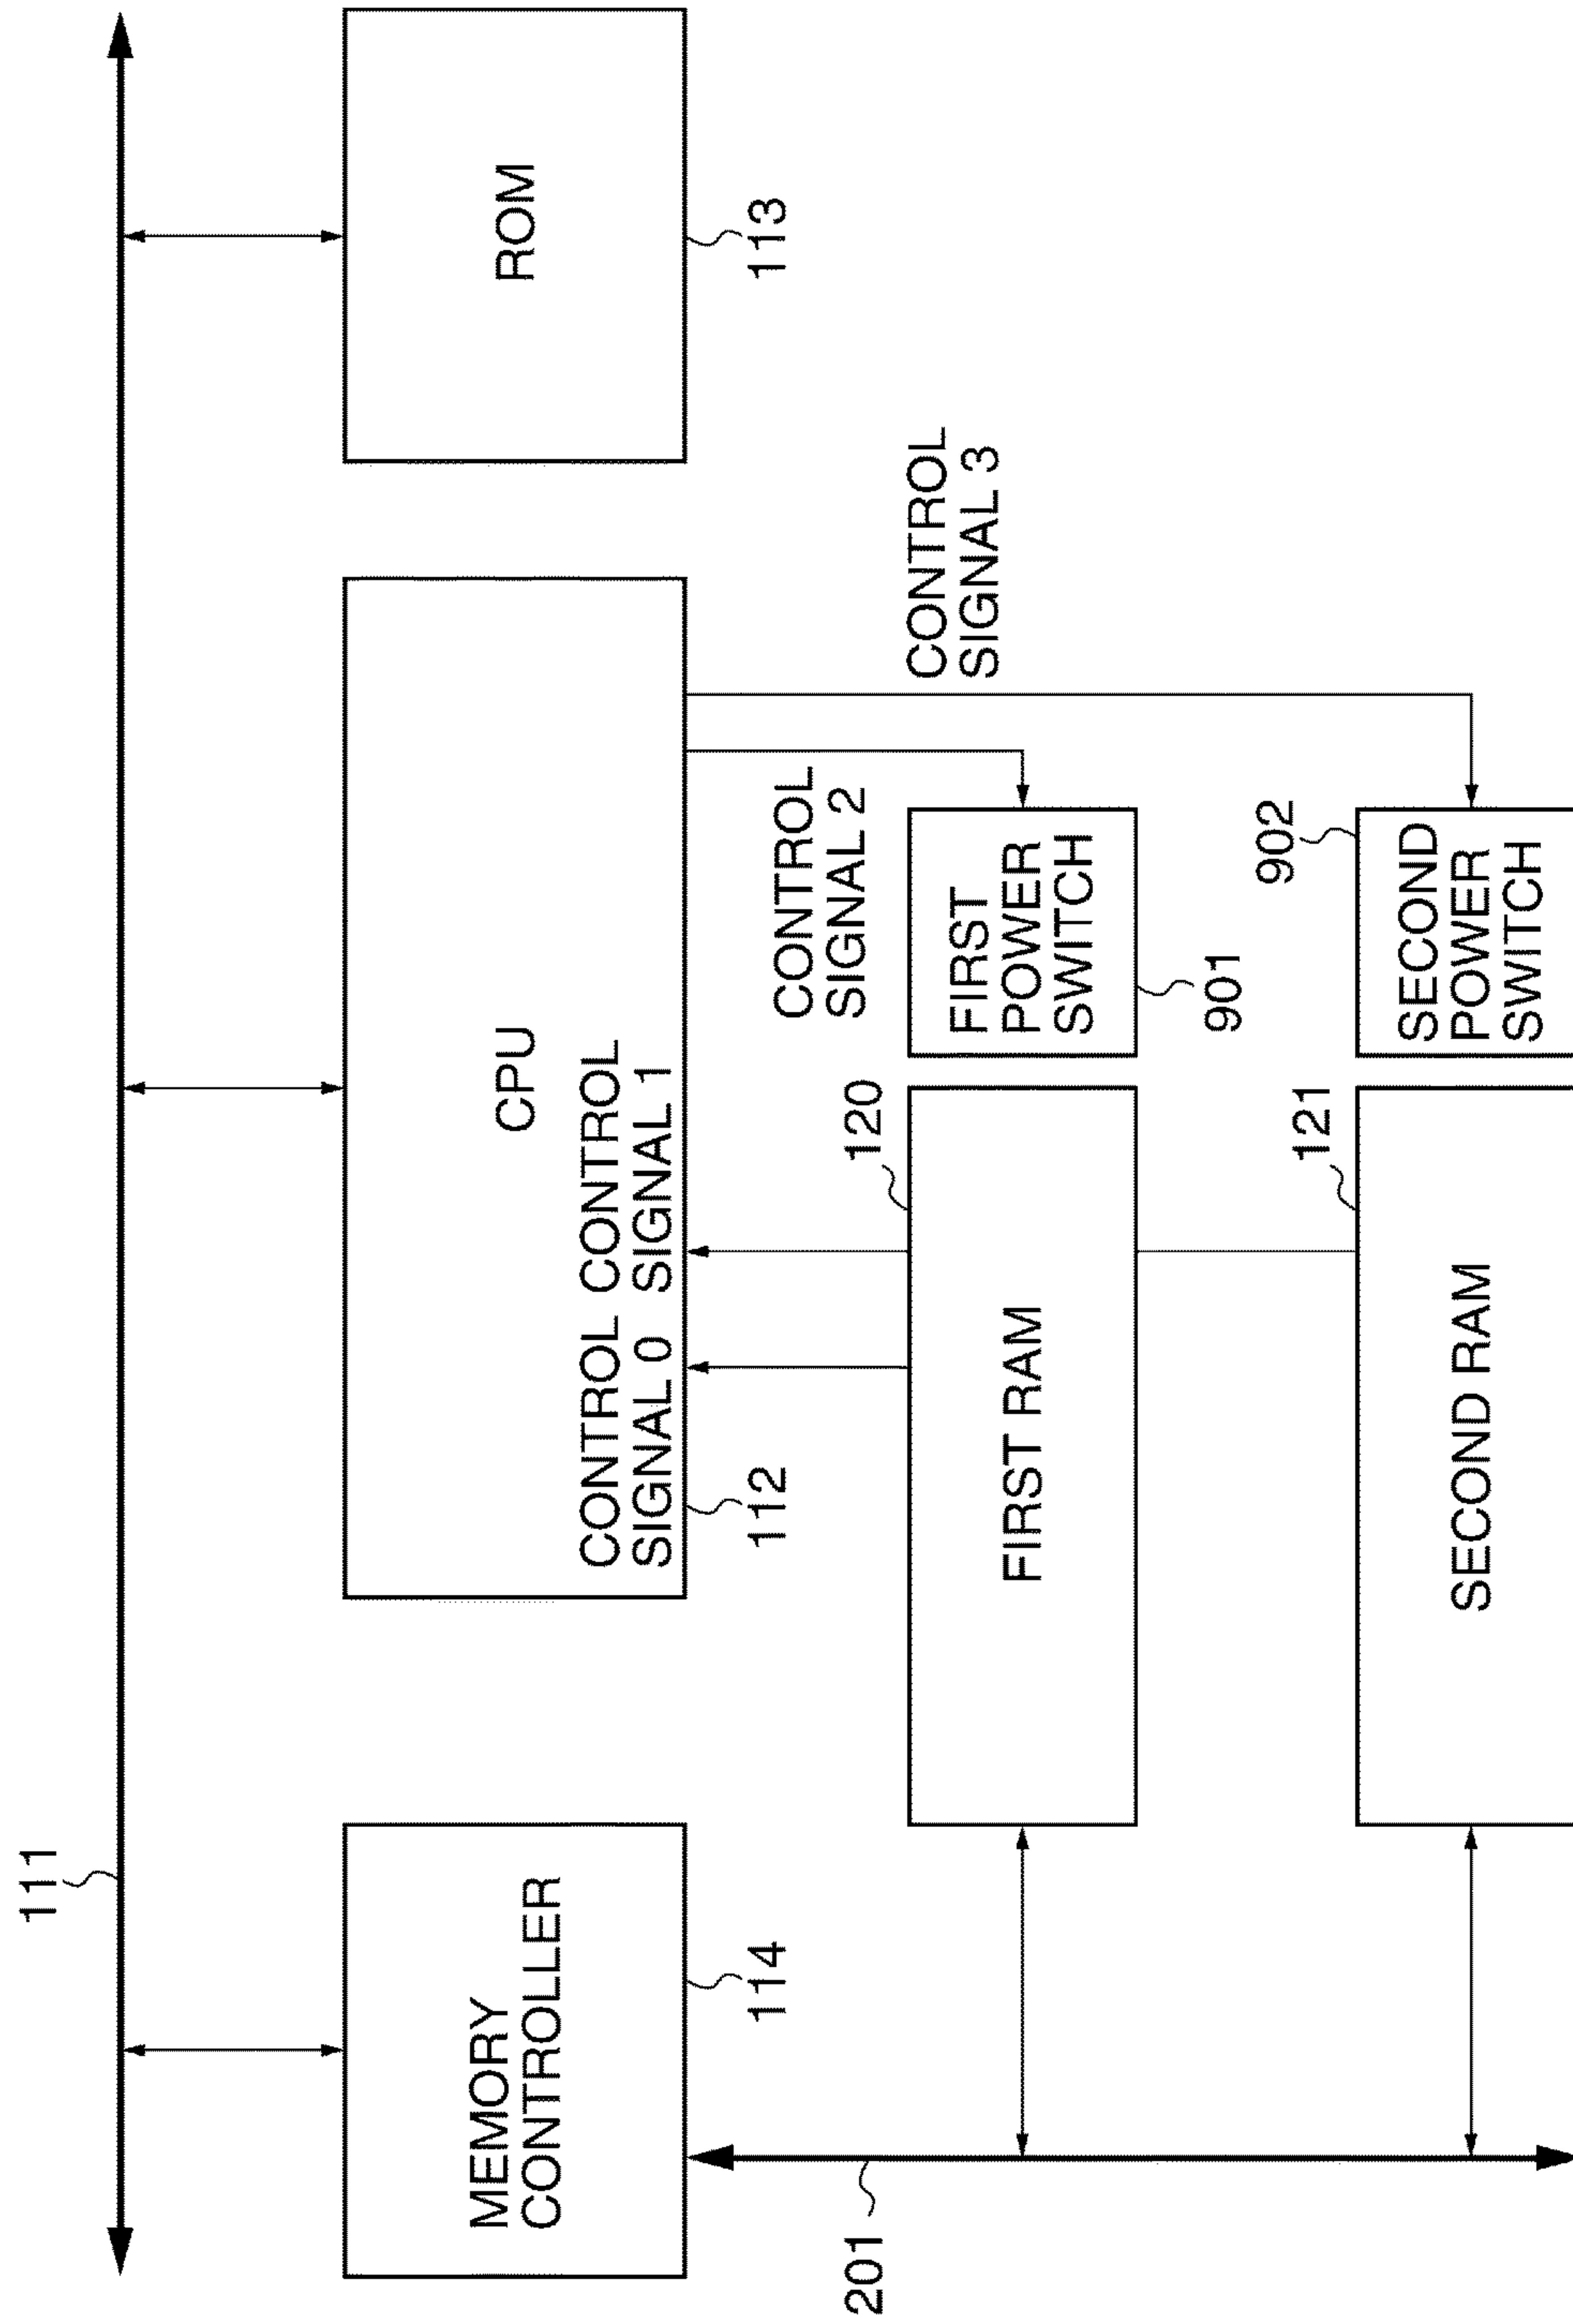 111
MEMORY
CONTROLLER
114
CPU
CONTROL
SIGNAL 0
CONTROL
SIGNAL 1
112
ROM
113
201
FIRST RAM
120
CONTROL
SIGNAL 2
FIRST
POWER
SWITCH
901
CONTROL
SIGNAL 3
SECOND RAM
121
SECOND
POWER
SWITCH
902